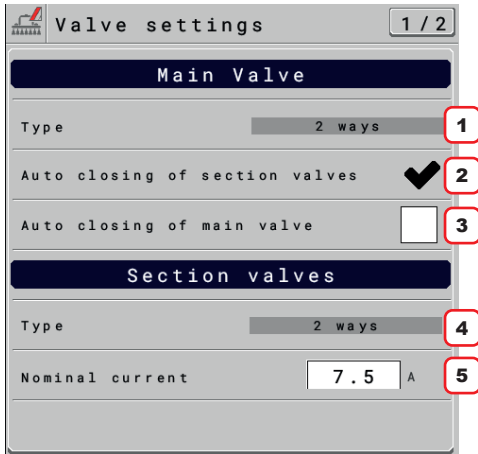 Valve settings 1 / 2
Main Valve
Type 2 ways 1
Auto closing of section valves 2
Auto closing of main valve 3
Section valves
Type 2 ways 4
Nominal current 7.5 A 5